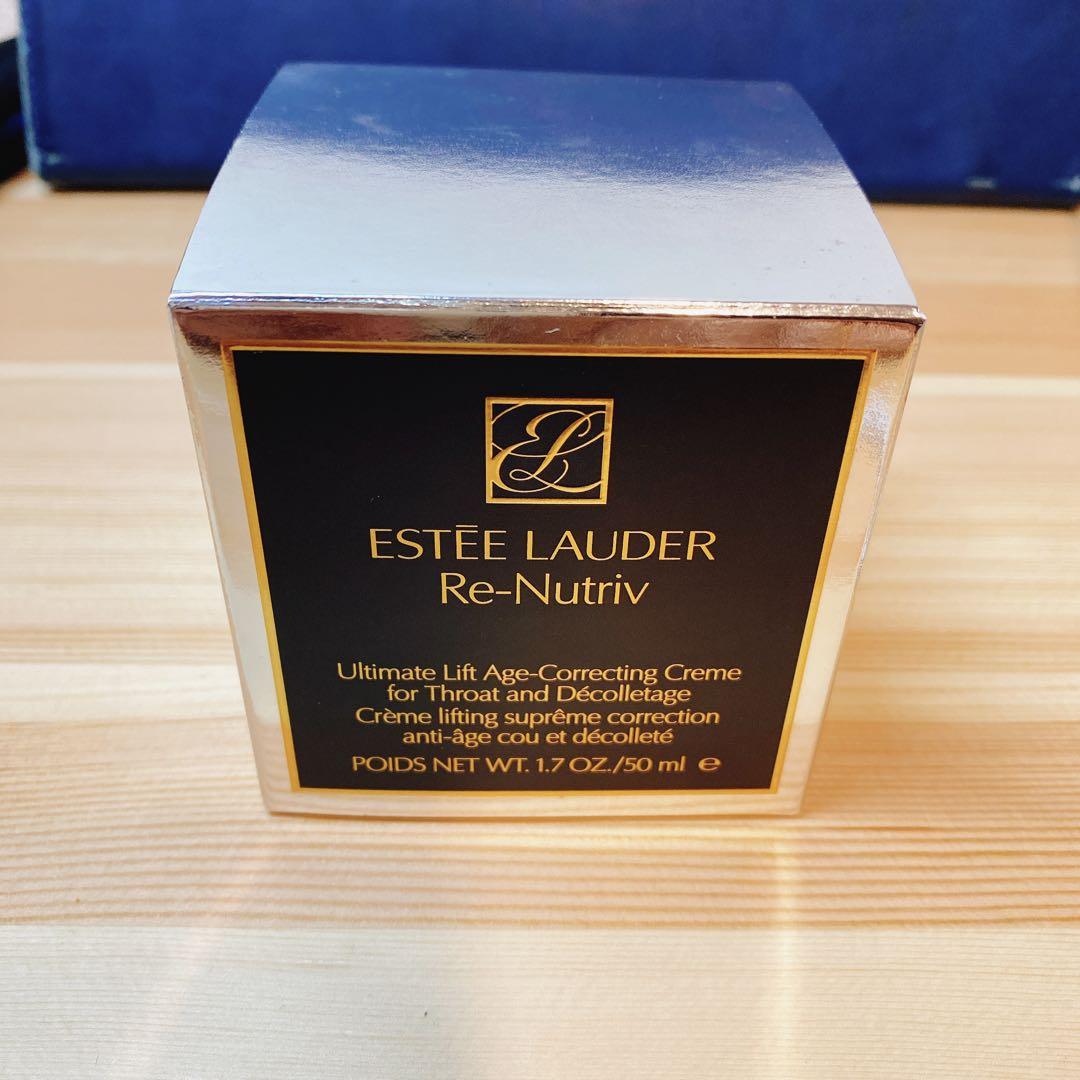 EL
ESTĒE LAUDER
Re-Nutriv
Ultimate Lift Age-Correcting Creme
for Throat and Décolletage
Crème lifting suprême correction
anti-âge cou et décolleté
POIDS NET WT. 1.7 OZ./50 ml ℮